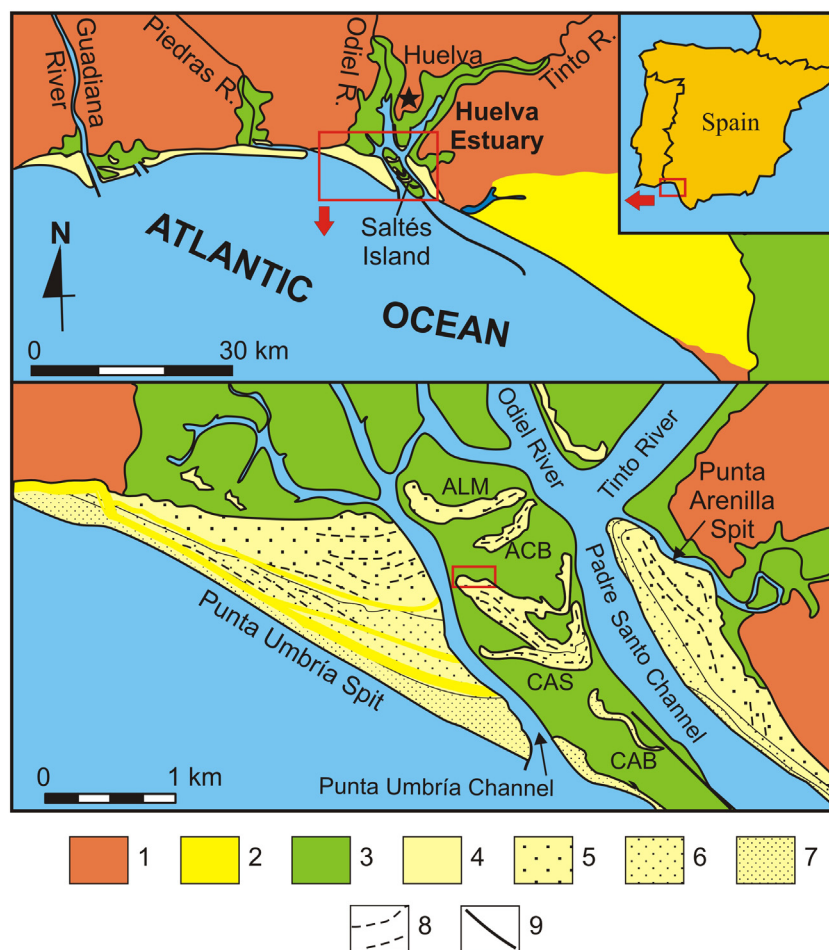 Guadiana
River
Piedras R.
Odiel R.
Huelva
Tinto R.
Huelva
Estuary
Spain
Saltés
Island
N
ATLANTIC
OCEAN
0 30 km
Odiel River
Tinto River
Punta
Arenilla
Spit
ALM
ACB
Padre Santo Channel
Punta Umbría Spit
CAS
CAB
0 1 km
Punta Umbría Channel
1 2 3 4 5 6 7
8 9